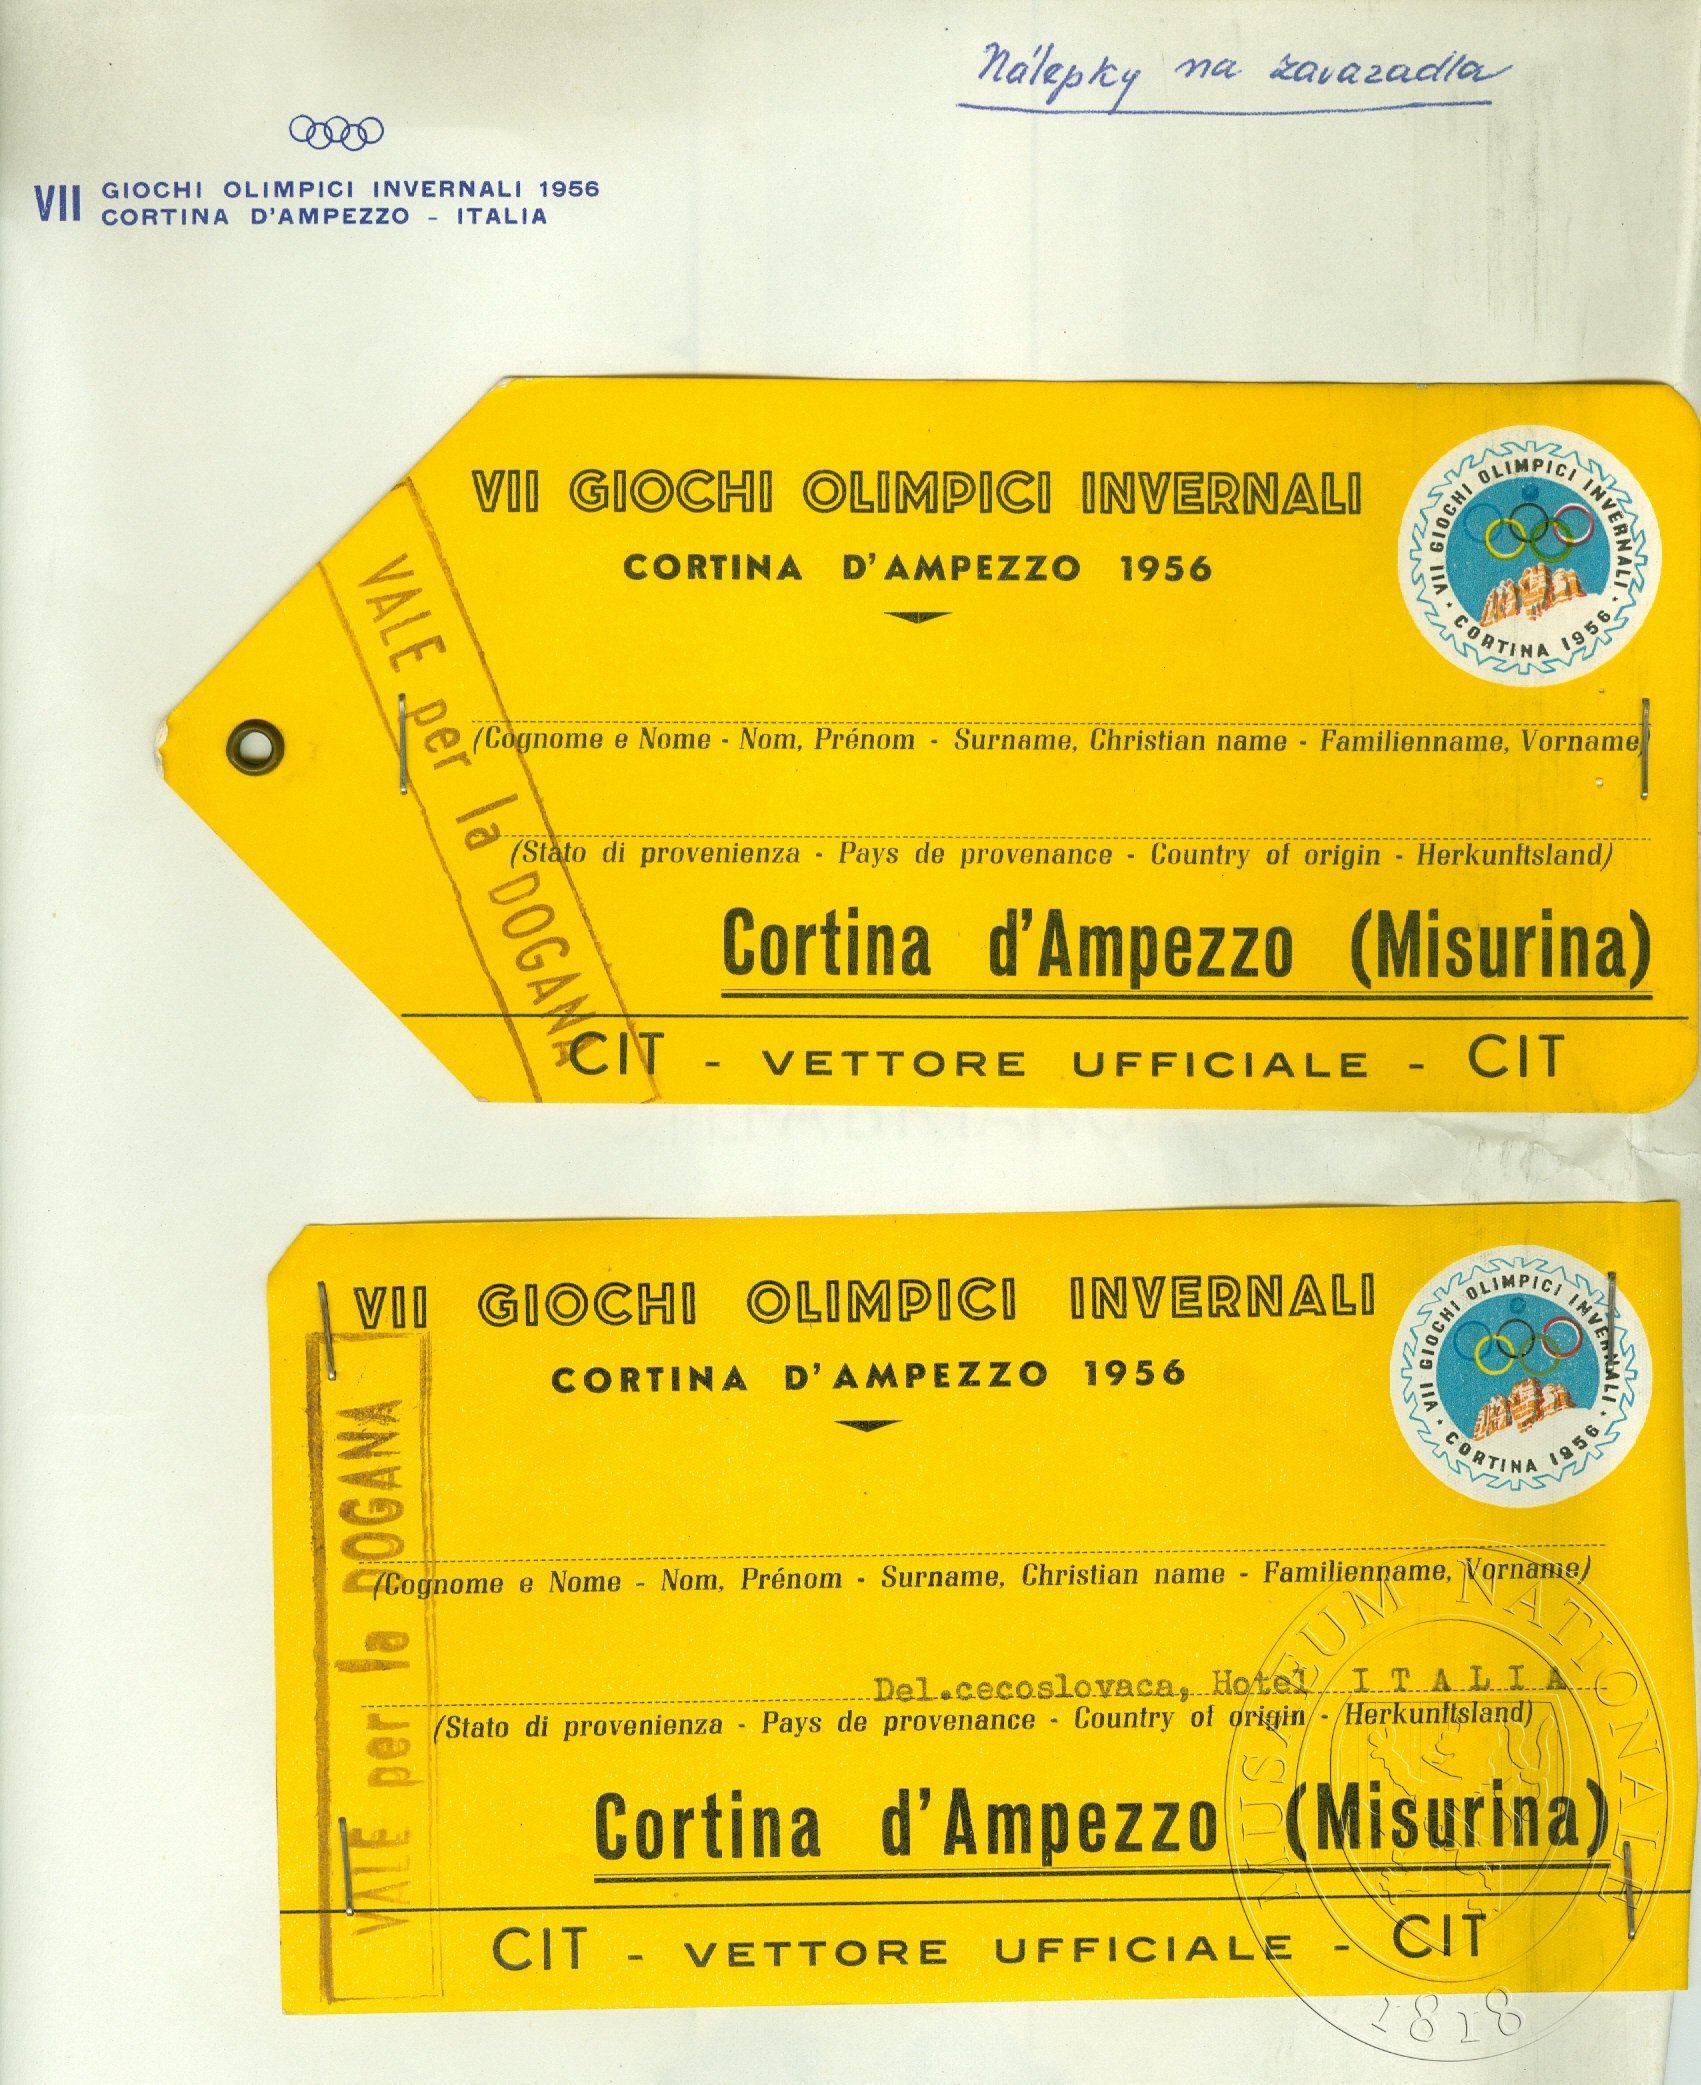 Nálepky na zavazadla
VII GIOCHI OLIMPICI INVERNALI 1956
CORTINA D'AMPEZZO - ITALIA
VII GIOCHI OLIMPICI INVERNALI
CORTINA D'AMPEZZO 1956
VII GIOCHI OLIMPICI INVERNALI · CORTINA 1956 ·
VALE per la DOGANA
(Cognome e Nome - Nom, Prénom - Surname, Christian name - Familienname, Vorname)
(Stato di provenienza - Pays de provenance - Country of origin - Herkunftsland)
Cortina d'Ampezzo (Misurina)
CIT - VETTORE UFFICIALE - CIT
VII GIOCHI OLIMPICI INVERNALI
CORTINA D'AMPEZZO 1956
VII GIOCHI OLIMPICI INVERNALI · CORTINA 1956 ·
VALE per la DOGANA
(Cognome e Nome - Nom, Prénom - Surname, Christian name - Familienname, Vorname)
Del.cecoslovaca, Hotel I T A L I A
(Stato di provenienza - Pays de provenance - Country of origin - Herkunftsland)
Cortina d'Ampezzo (Misurina)
CIT - VETTORE UFFICIALE - CIT
MUSAEUM NATIONALE
1818